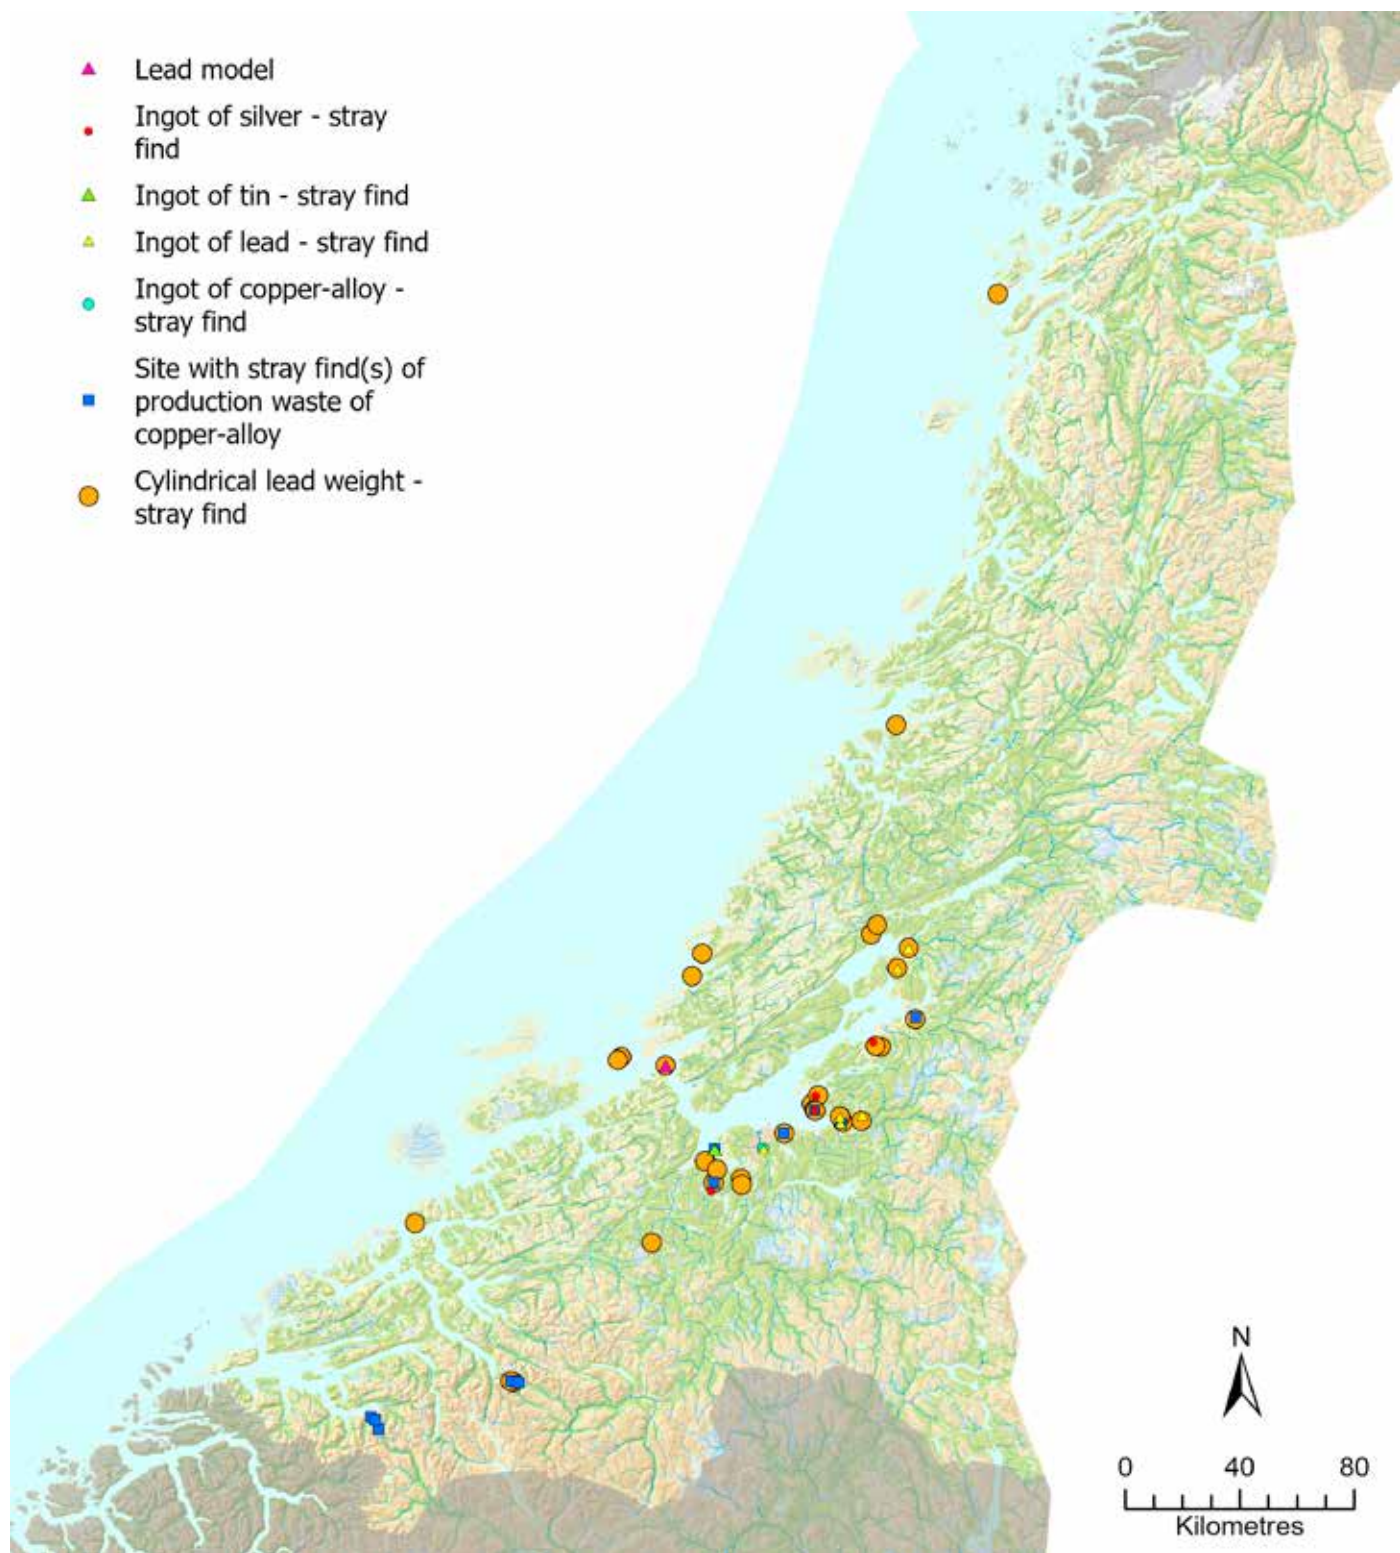 Lead model
Ingot of silver - stray
find
Ingot of tin - stray find
Ingot of lead - stray find
Ingot of copper-alloy -
stray find
Site with stray find(s) of
production waste of
copper-alloy
Cylindrical lead weight -
stray find
N
0 40 80
Kilometres